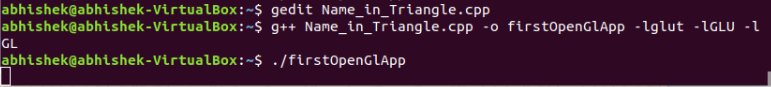 abhishek@abhishek-VirtualBox:~$ gedit Name_in_Triangle.cpp
abhishek@abhishek-VirtualBox:~$ g++ Name_in_Triangle.cpp -o firstOpenGlApp -lglut -lGLU -l
GL
abhishek@abhishek-VirtualBox:~$ ./firstOpenGlApp